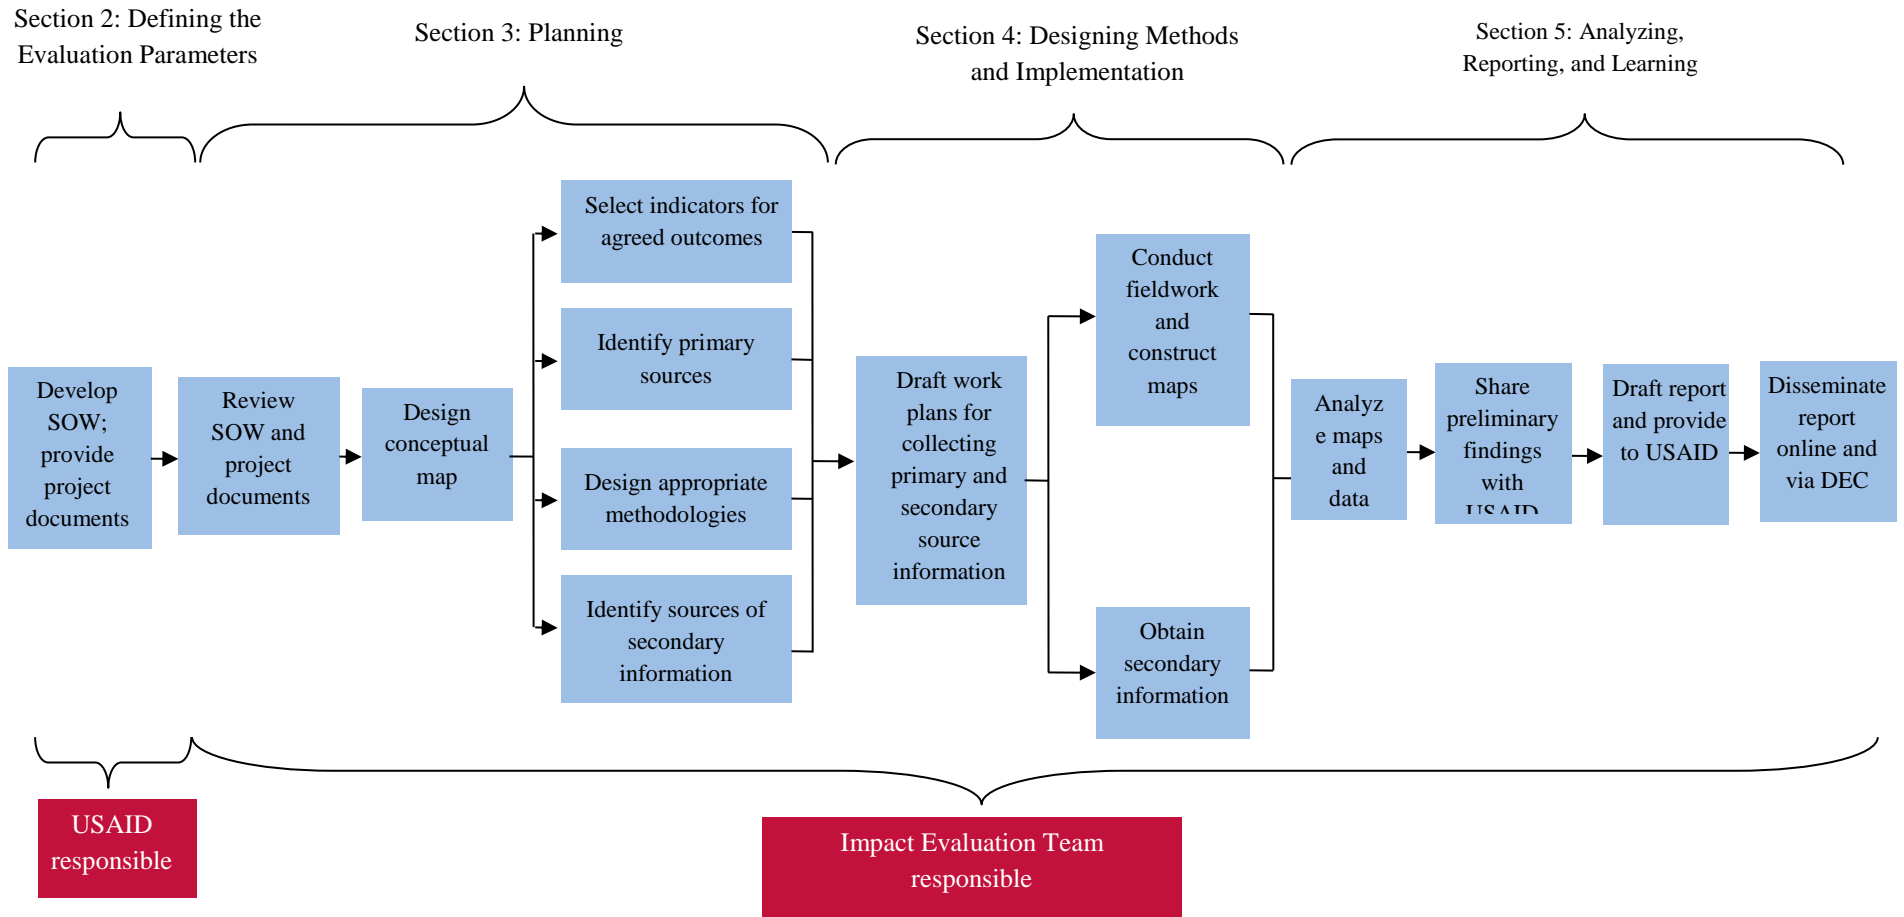 Section 2: Defining the
Evaluation Parameters
Section 3: Planning
Section 4: Designing Methods
and Implementation
Section 5: Analyzing,
Reporting, and Learning
Develop
SOW;
provide
project
documents
Review
SOW and
project
documents
Design
conceptual
map
Select indicators for
agreed outcomes
Identify primary
sources
Design appropriate
methodologies
Identify sources of
secondary
information
Draft work
plans for
collecting
primary and
secondary
source
information
Conduct
fieldwork
and
construct
maps
Obtain
secondary
information
Analyz
e maps
and
data
Share
preliminary
findings
with
USAID
Draft report
and provide
to USAID
Disseminate
report
online and
via DEC
USAID
responsible
Impact Evaluation Team
responsible